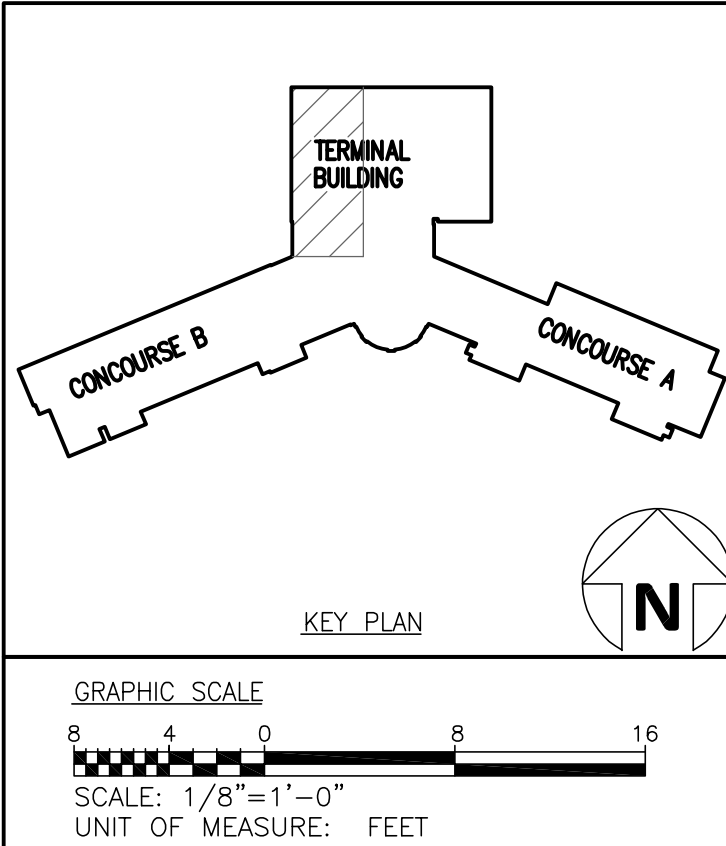 TERMINAL
BUILDING
CONCOURSE B
CONCOURSE A
N
KEY PLAN
GRAPHIC SCALE
8 4 0 8 16
SCALE: 1/8"=1'-0"
UNIT OF MEASURE: FEET